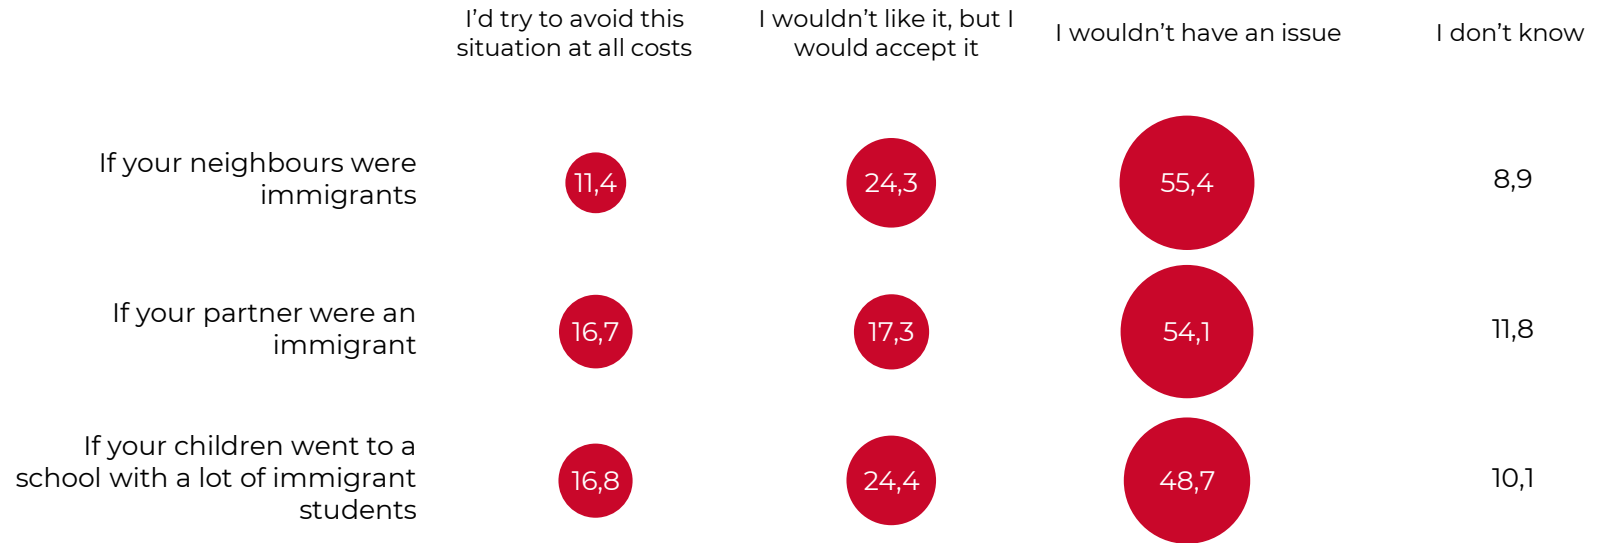 I’d try to avoid this
situation at all costs
I wouldn’t like it, but I
would accept it
I wouldn’t have an issue
I don’t know
If your neighbours were
immigrants
11,4
24,3
55,4
8,9
If your partner were an
immigrant
16,7
17,3
54,1
11,8
If your children went to a
school with a lot of immigrant
students
16,8
24,4
48,7
10,1